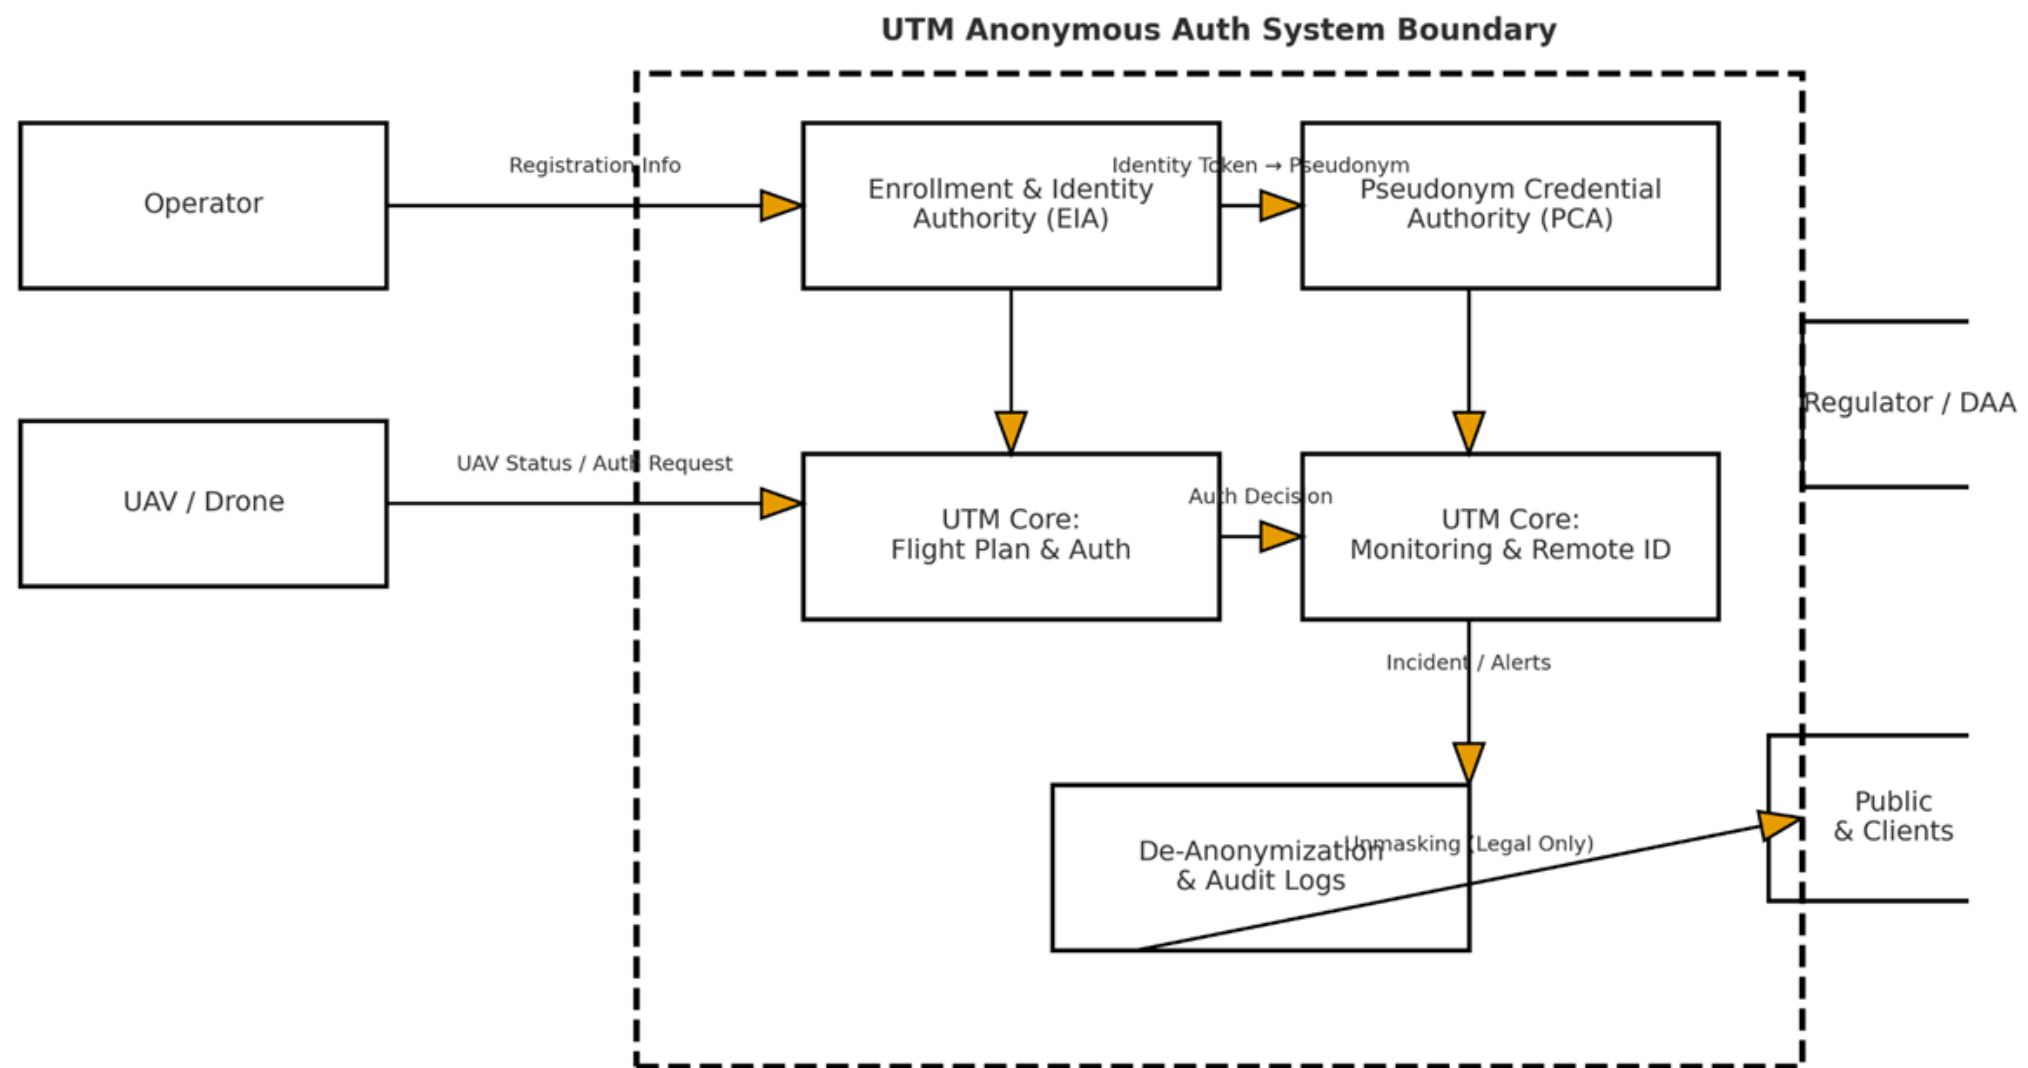 UTM Anonymous Auth System Boundary
Operator
Registration Info
Enrollment & Identity
Authority (EIA)
Identity Token → Pseudonym
Pseudonym Credential
Authority (PCA)
Regulator / DAA
UAV / Drone
UAV Status / Auth Request
UTM Core:
Flight Plan & Auth
Auth Decision
UTM Core:
Monitoring & Remote ID
Incident / Alerts
De-Anonymization
& Audit Logs
Unmasking (Legal Only)
Public
& Clients